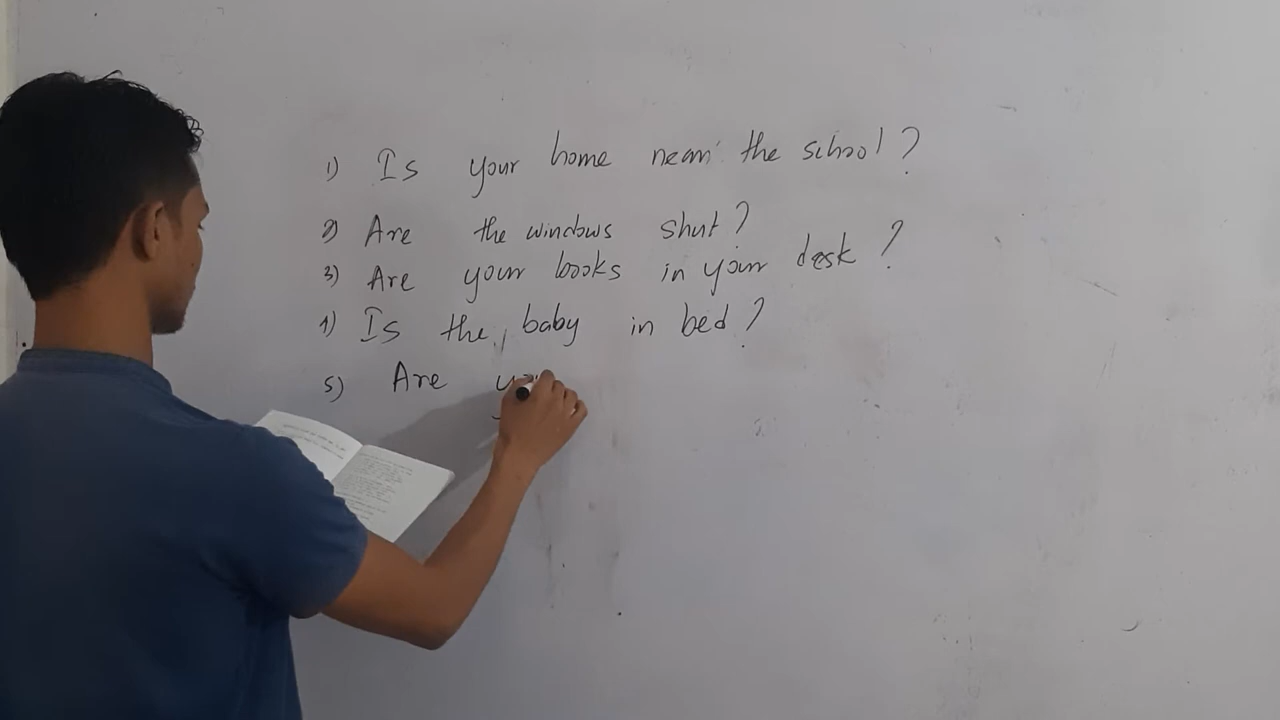 1) Is your home near the school?
2) Are the windows shut?
3) Are your books in your desk?
4) Is the baby in bed?
5) Are